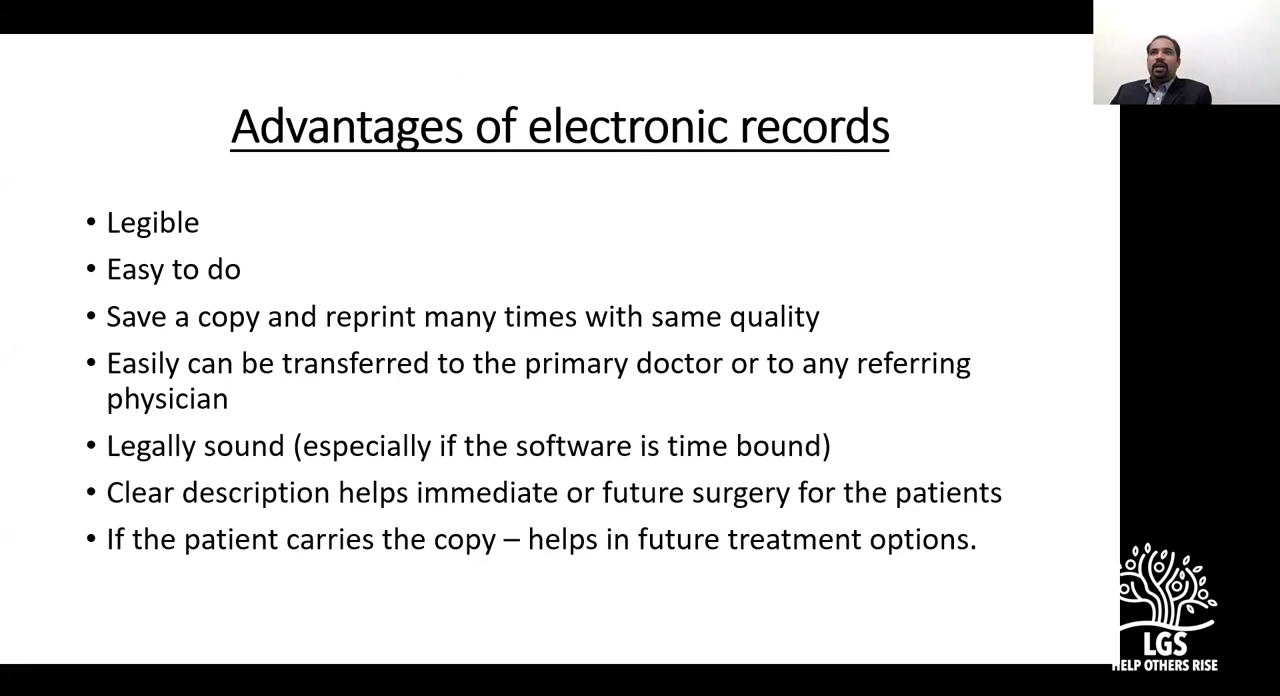 Advantages of electronic records
• Legible
• Easy to do
• Save a copy and reprint many times with same quality
• Easily can be transferred to the primary doctor or to any referring
physician
• Legally sound (especially if the software is time bound)
• Clear description helps immediate or future surgery for the patients
• If the patient carries the copy – helps in future treatment options.
LGS
HELP OTHERS RISE